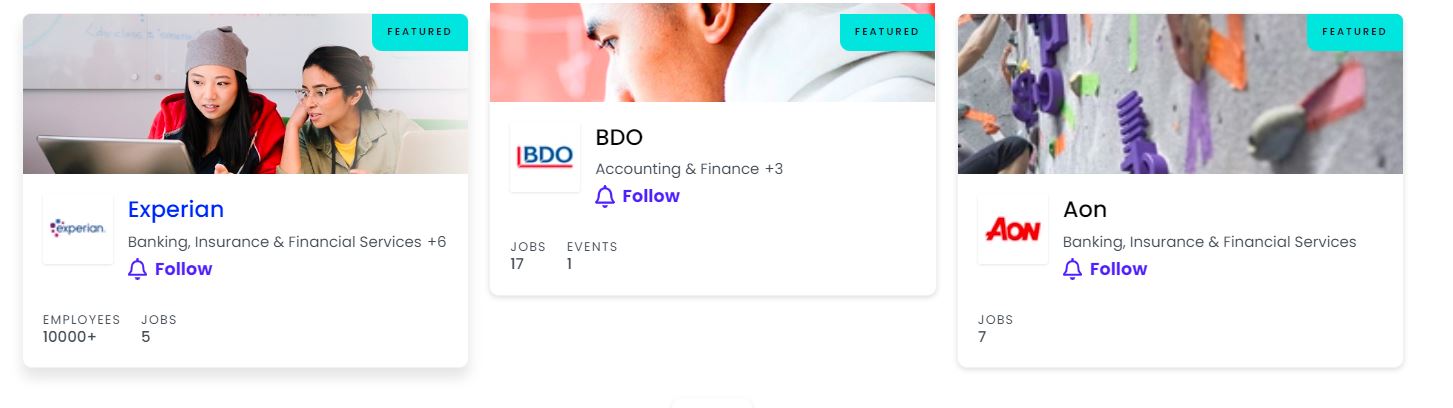 FEATURED
experian.
Experian
Banking, Insurance & Financial Services +6
Follow
EMPLOYEES JOBS
10000+ 5
FEATURED
BDO
BDO
Accounting & Finance +3
Follow
JOBS EVENTS
17 1
FEATURED
AON
Aon
Banking, Insurance & Financial Services
Follow
JOBS
7